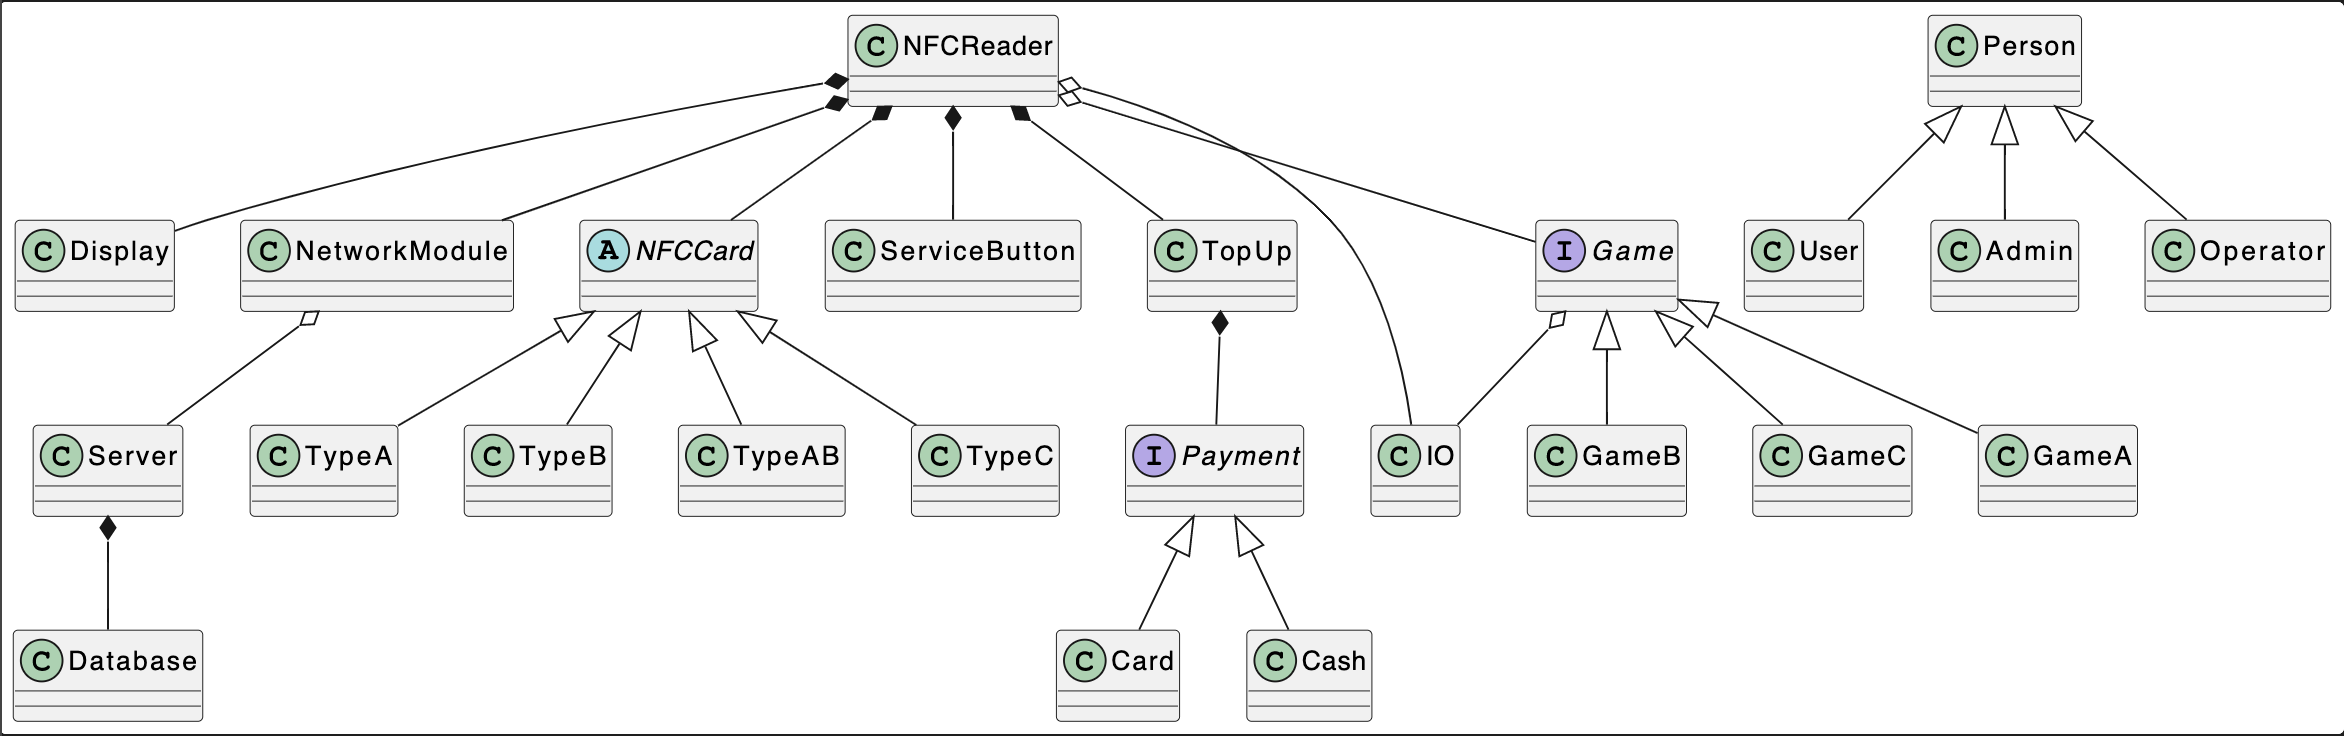 C NFCReader
C Person
C Display
C NetworkModule
A NFCCard
C ServiceButton
C TopUp
I Game
C User
C Admin
C Operator
C Server
C TypeA
C TypeB
C TypeAB
C TypeC
I Payment
C IO
C GameB
C GameC
C GameA
C Database
C Card
C Cash